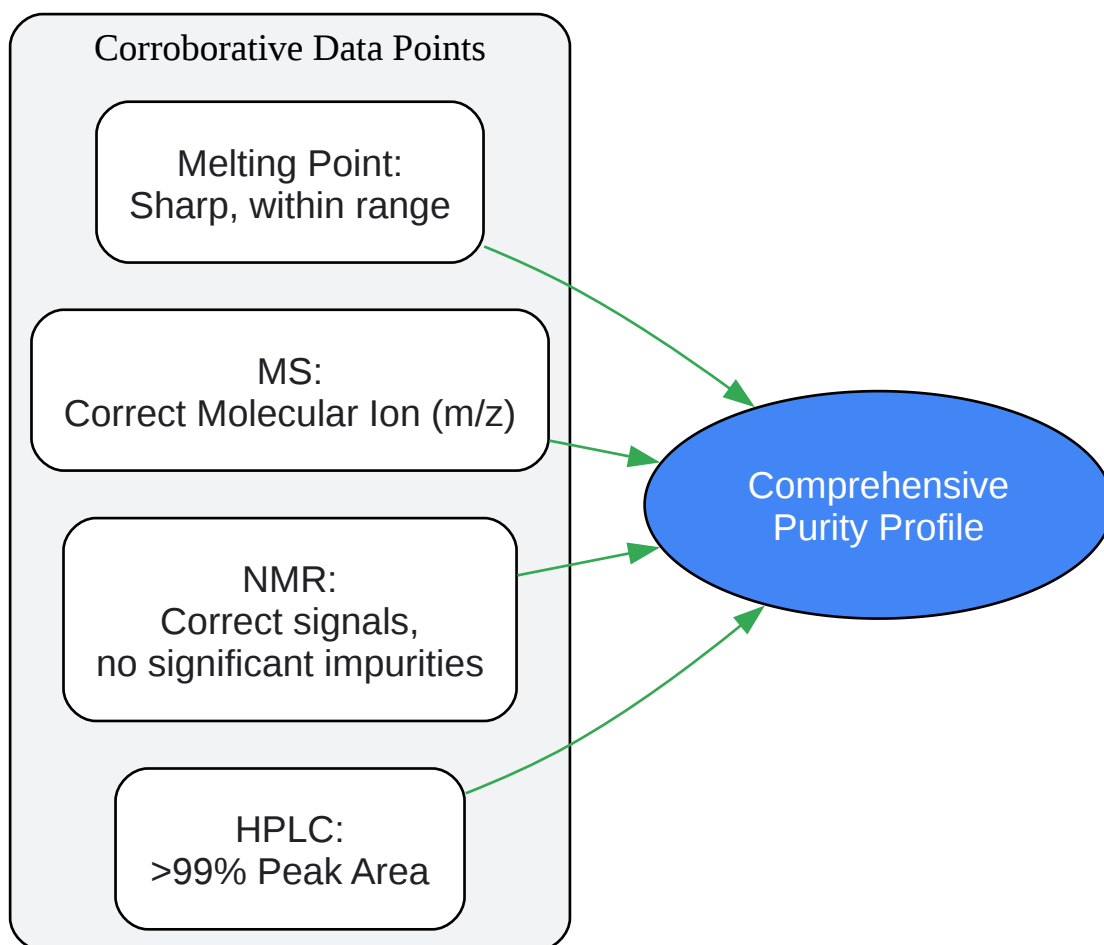 Corroborative Data Points
Melting Point:
Sharp, within range
MS:
Correct Molecular Ion (m/z)
NMR:
Correct signals,
no significant impurities
HPLC:
>99% Peak Area
Comprehensive
Purity Profile